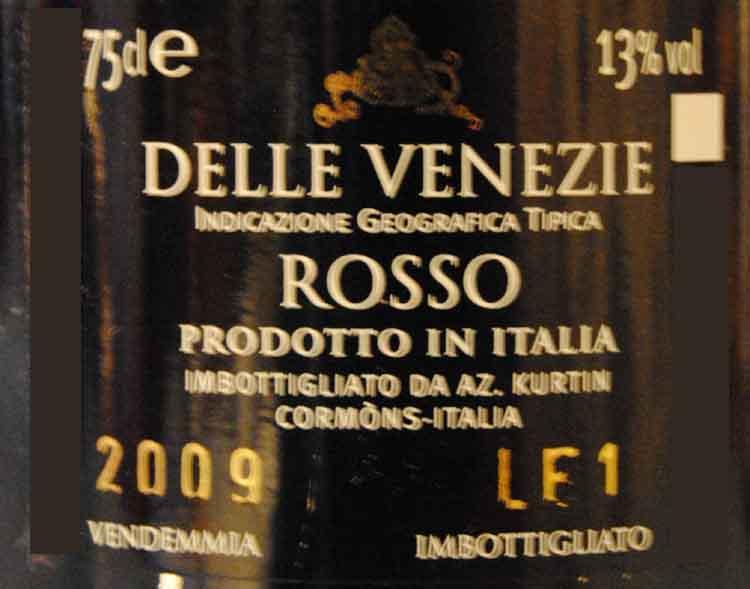 75de 13% vol
DELLE VENEZIE
INDICAZIONE GEOGRAFICA TIPICA
ROSSO
PRODOTTO IN ITALIA
IMBOTTIGLIATO DA AZ. KURTIN
CORMÒNS-ITALIA
2009 LE1
VENDEMMIA IMBOTTIGLIATO